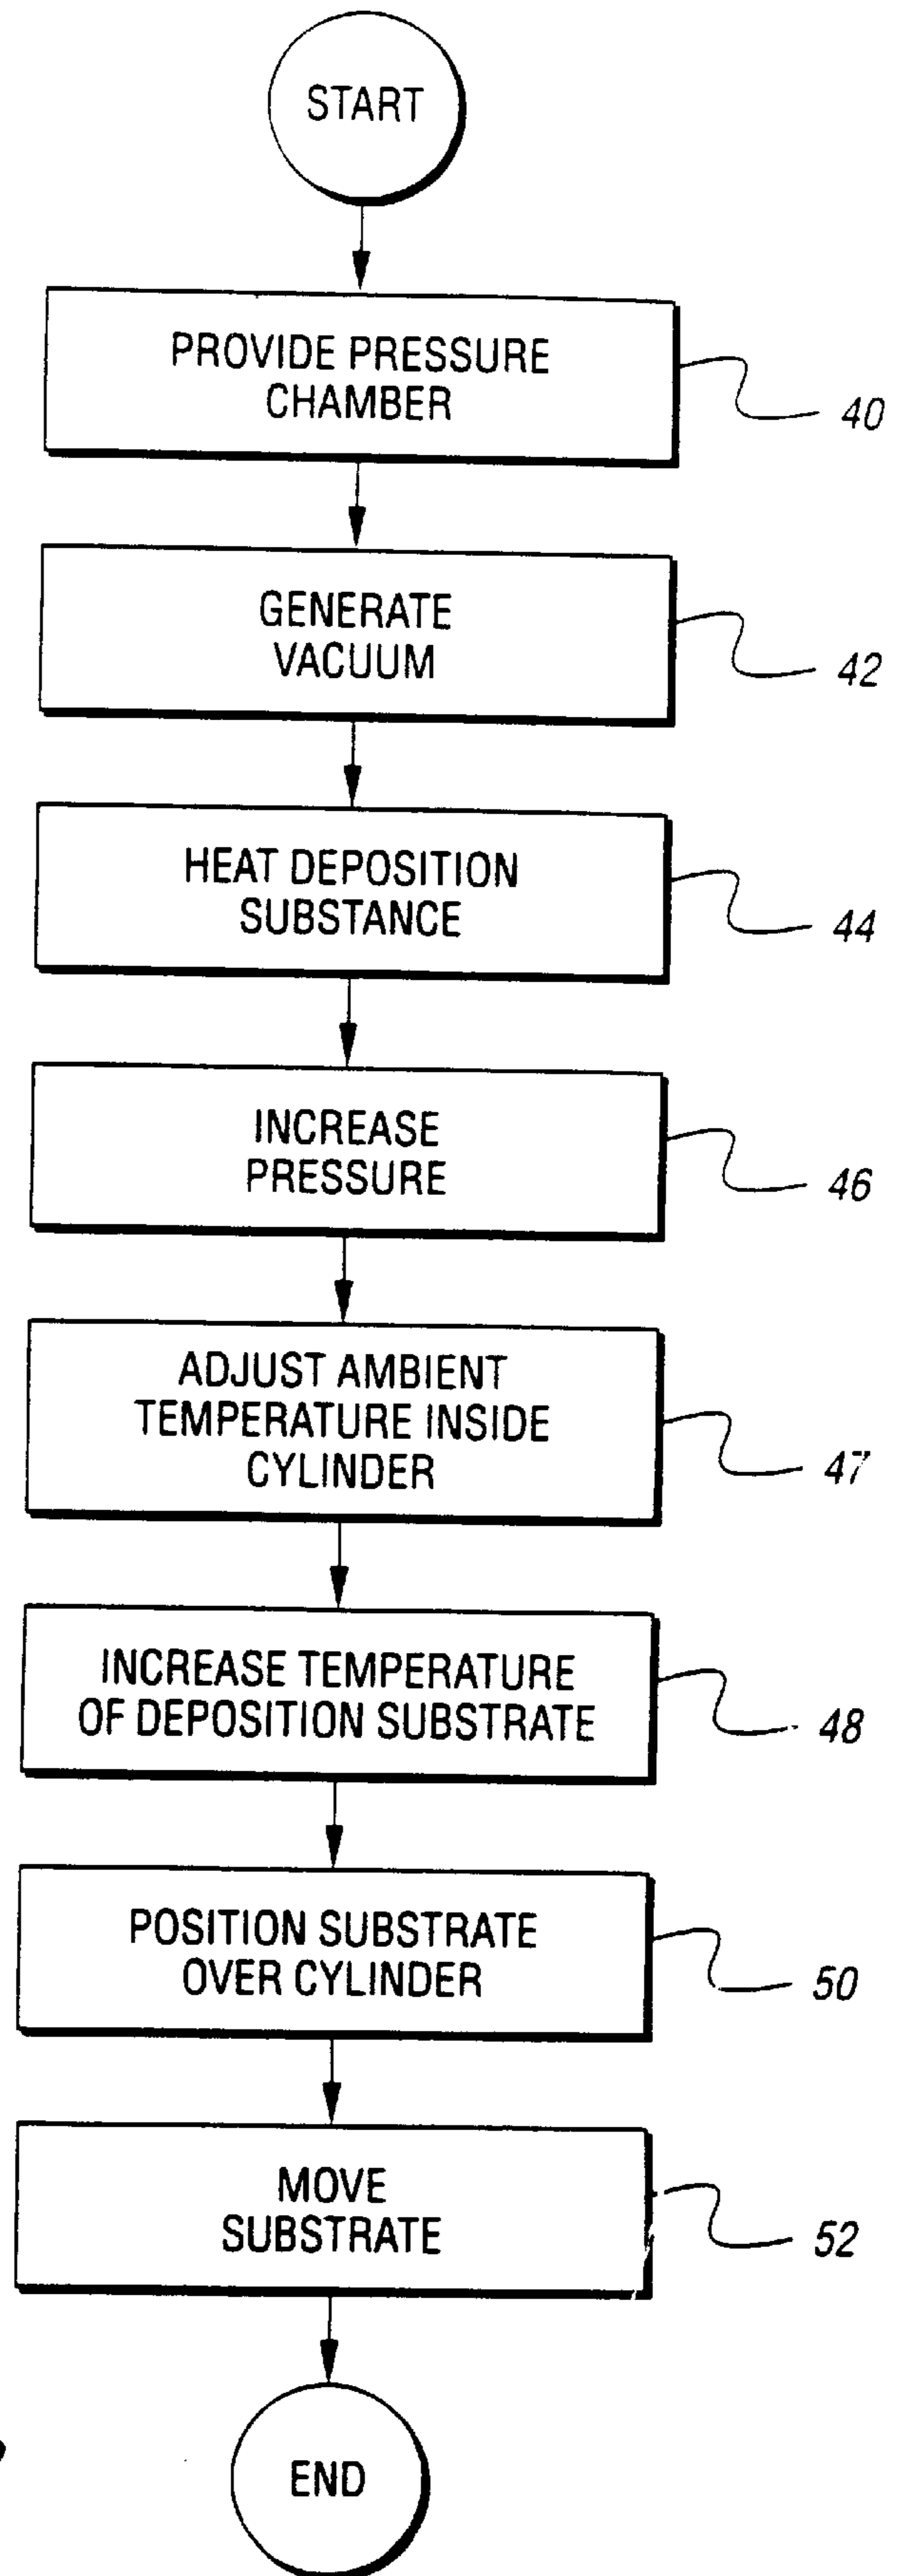 START
PROVIDE PRESSURE
CHAMBER
40
GENERATE
VACUUM
42
HEAT DEPOSITION
SUBSTANCE
44
INCREASE
PRESSURE
46
ADJUST AMBIENT
TEMPERATURE INSIDE
CYLINDER
47
INCREASE TEMPERATURE
OF DEPOSITION SUBSTRATE
48
POSITION SUBSTRATE
OVER CYLINDER
50
MOVE
SUBSTRATE
52
END